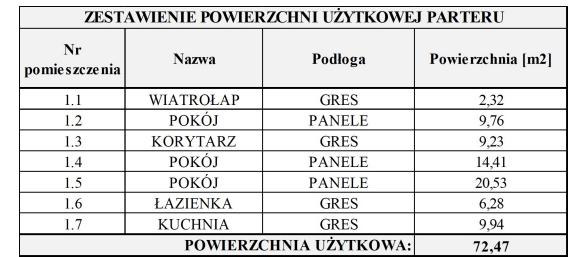 ZESTAWIENIE POWIERZCHNI UŻYTKOWEJ PARTERU
Nr pomieszczenia Nazwa Podłoga Powierzchnia [m2]
1.1 WIATROŁAP GRES 2,32
1.2 POKÓJ PANELE 9,76
1.3 KORYTARZ GRES 9,23
1.4 POKÓJ PANELE 14,41
1.5 POKÓJ PANELE 20,53
1.6 ŁAZIENKA GRES 6,28
1.7 KUCHNIA GRES 9,94
POWIERZCHNIA UŻYTKOWA: 72,47